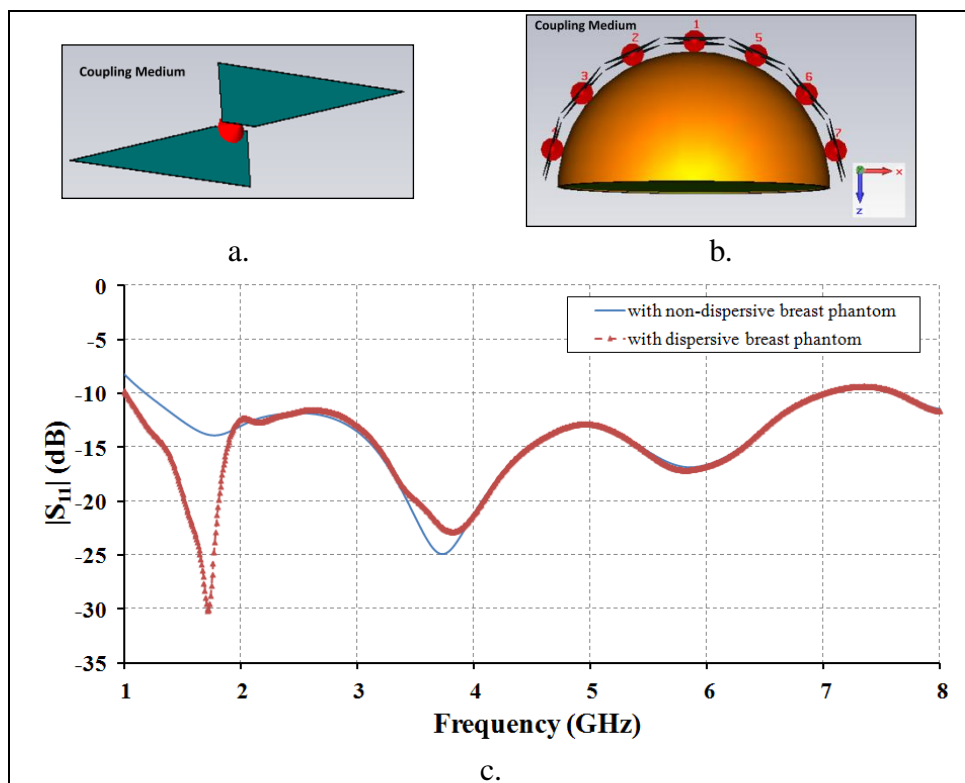 Coupling Medium
a.
Coupling Medium
1
2
5
3
6
4
7
x
z
b.
with non-dispersive breast phantom
with dispersive breast phantom
|S11| (dB)
0
-5
-10
-15
-20
-25
-30
-35
1 2 3 4 5 6 7 8
Frequency (GHz)
c.